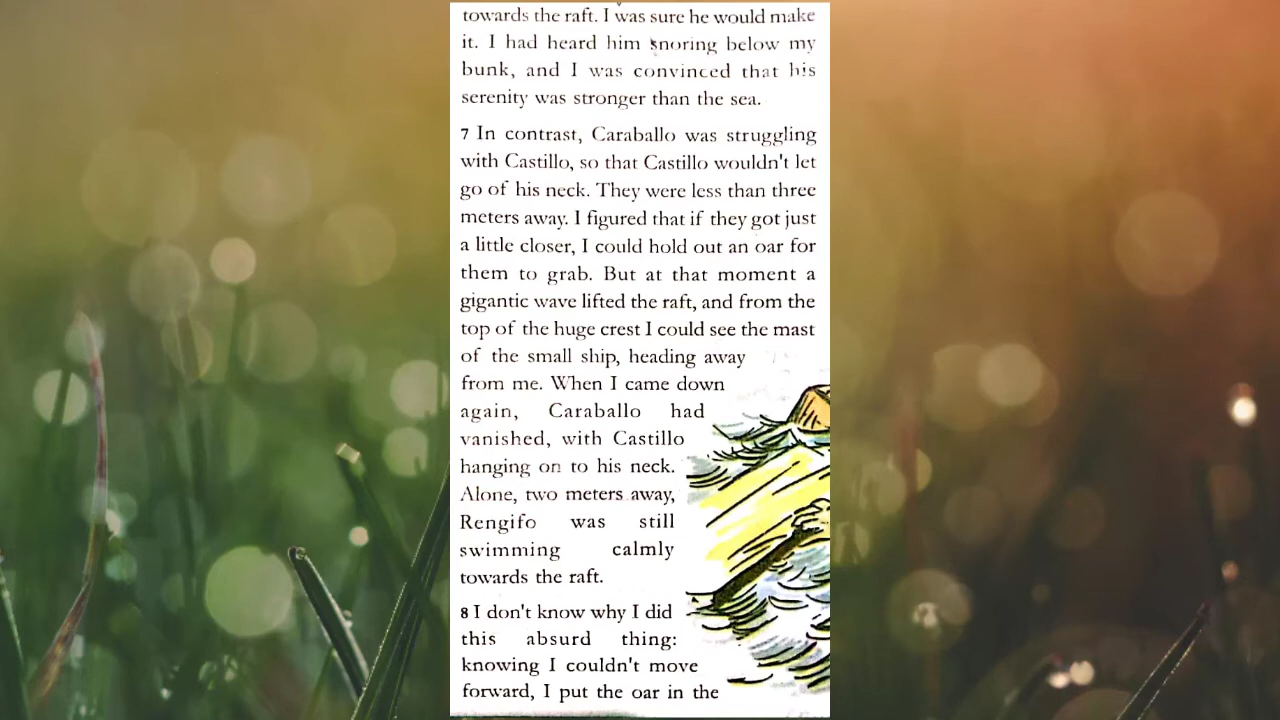 towards the raft. I was sure he would make
it. I had heard him snoring below my
bunk, and I was convinced that his
serenity was stronger than the sea.
7 In contrast, Caraballo was struggling
with Castillo, so that Castillo wouldn't let
go of his neck. They were less than three
meters away. I figured that if they got just
a little closer, I could hold out an oar for
them to grab. But at that moment a
gigantic wave lifted the raft, and from the
top of the huge crest I could see the mast
of the small ship, heading away
from me. When I came down
again, Caraballo had
vanished, with Castillo
hanging on to his neck.
Alone, two meters away,
Rengifo was still
swimming calmly
towards the raft.
8 I don't know why I did
this absurd thing:
knowing I couldn't move
forward, I put the oar in the